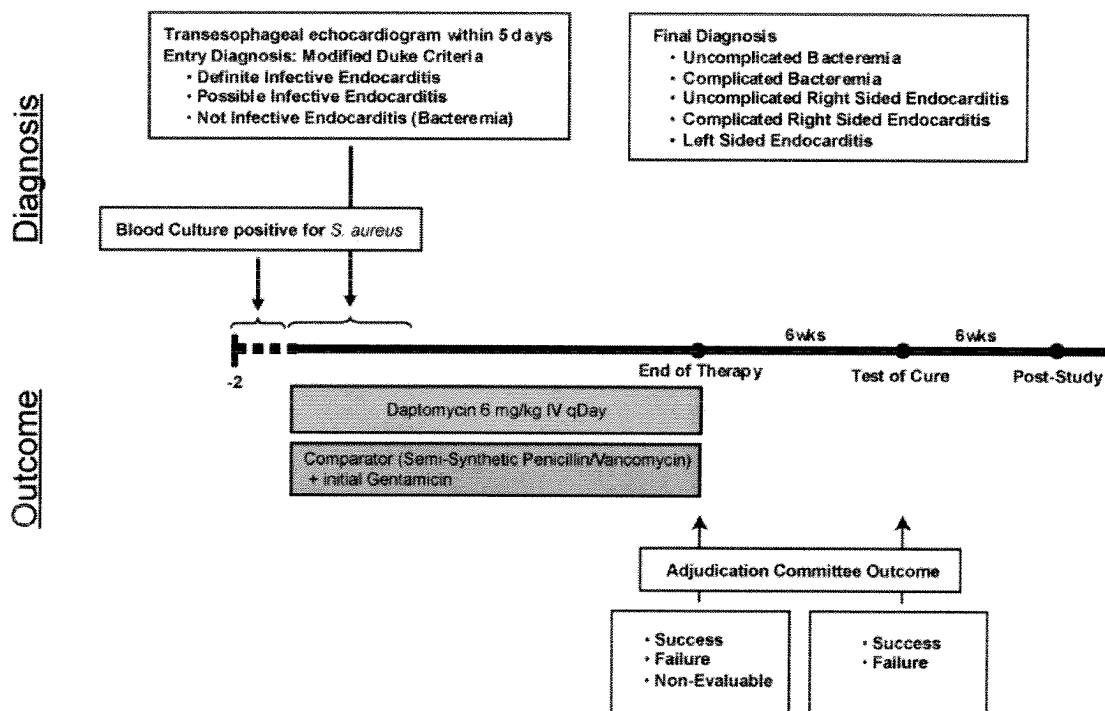 Diagnosis
Transesophageal echocardiogram within 5 days
Entry Diagnosis: Modified Duke Criteria
• Definite Infective Endocarditis
• Possible Infective Endocarditis
• Not Infective Endocarditis (Bacteremia)
Final Diagnosis
• Uncomplicated Bacteremia
• Complicated Bacteremia
• Uncomplicated Right Sided Endocarditis
• Complicated Right Sided Endocarditis
• Left Sided Endocarditis
Blood Culture positive for S. aureus
6wks
6wks
-2
End of Therapy
Test of Cure
Post-Study
Outcome
Daptomycin 6 mg/kg IV qDay
Comparator (Semi-Synthetic Penicillin/Vancomycin)
+ initial Gentamicin
Adjudication Committee Outcome
• Success
• Failure
• Non-Evaluable
• Success
• Failure